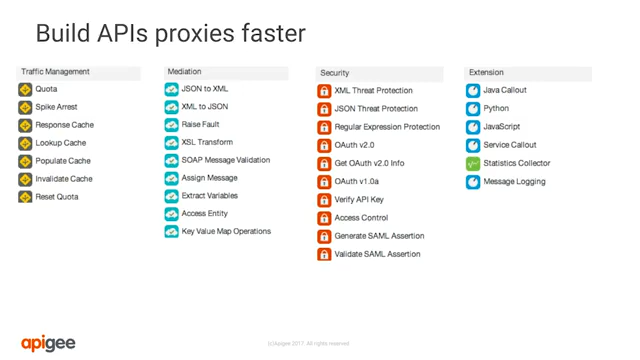 Build APIs proxies faster
Traffic Management
Quota
Spike Arrest
Response Cache
Lookup Cache
Populate Cache
Invalidate Cache
Reset Quota
Mediation
JSON to XML
XML to JSON
Raise Fault
XSL Transform
SOAP Message Validation
Assign Message
Extract Variables
Access Entity
Key Value Map Operations
Security
XML Threat Protection
JSON Threat Protection
Regular Expression Protection
OAuth v2.0
Get OAuth v2.0 Info
OAuth v1.0a
Verify API Key
Access Control
Generate SAML Assertion
Validate SAML Assertion
Extension
Java Callout
Python
JavaScript
Service Callout
Statistics Collector
Message Logging
apigee
(c)Apigee 2017. All rights reserved